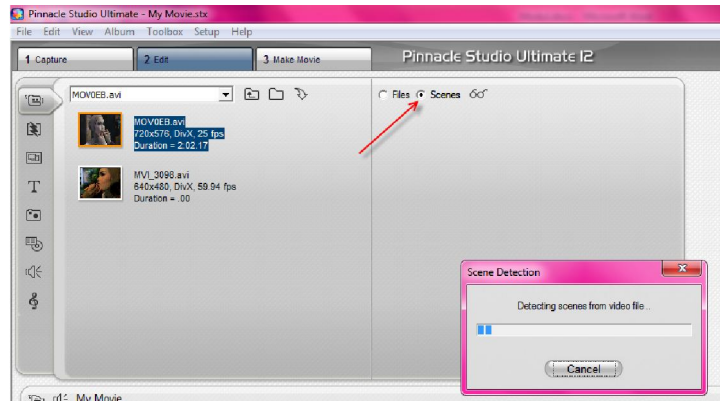 Pinnacle Studio Ultimate - My Movie.stx
File Edit View Album Toolbox Setup Help
1 Capture 2 Edit 3 Make Movie Pinnacle Studio Ultimate 12
MOV0EB.avi Files Scenes
MOV0EB.avi
720x576, DivX, 25 fps
Duration = 2:02.17
MVI_3098.avi
640x480, DivX, 59.94 fps
Duration = .00
T
Scene Detection
Detecting scenes from video file...
Cancel
My Movie